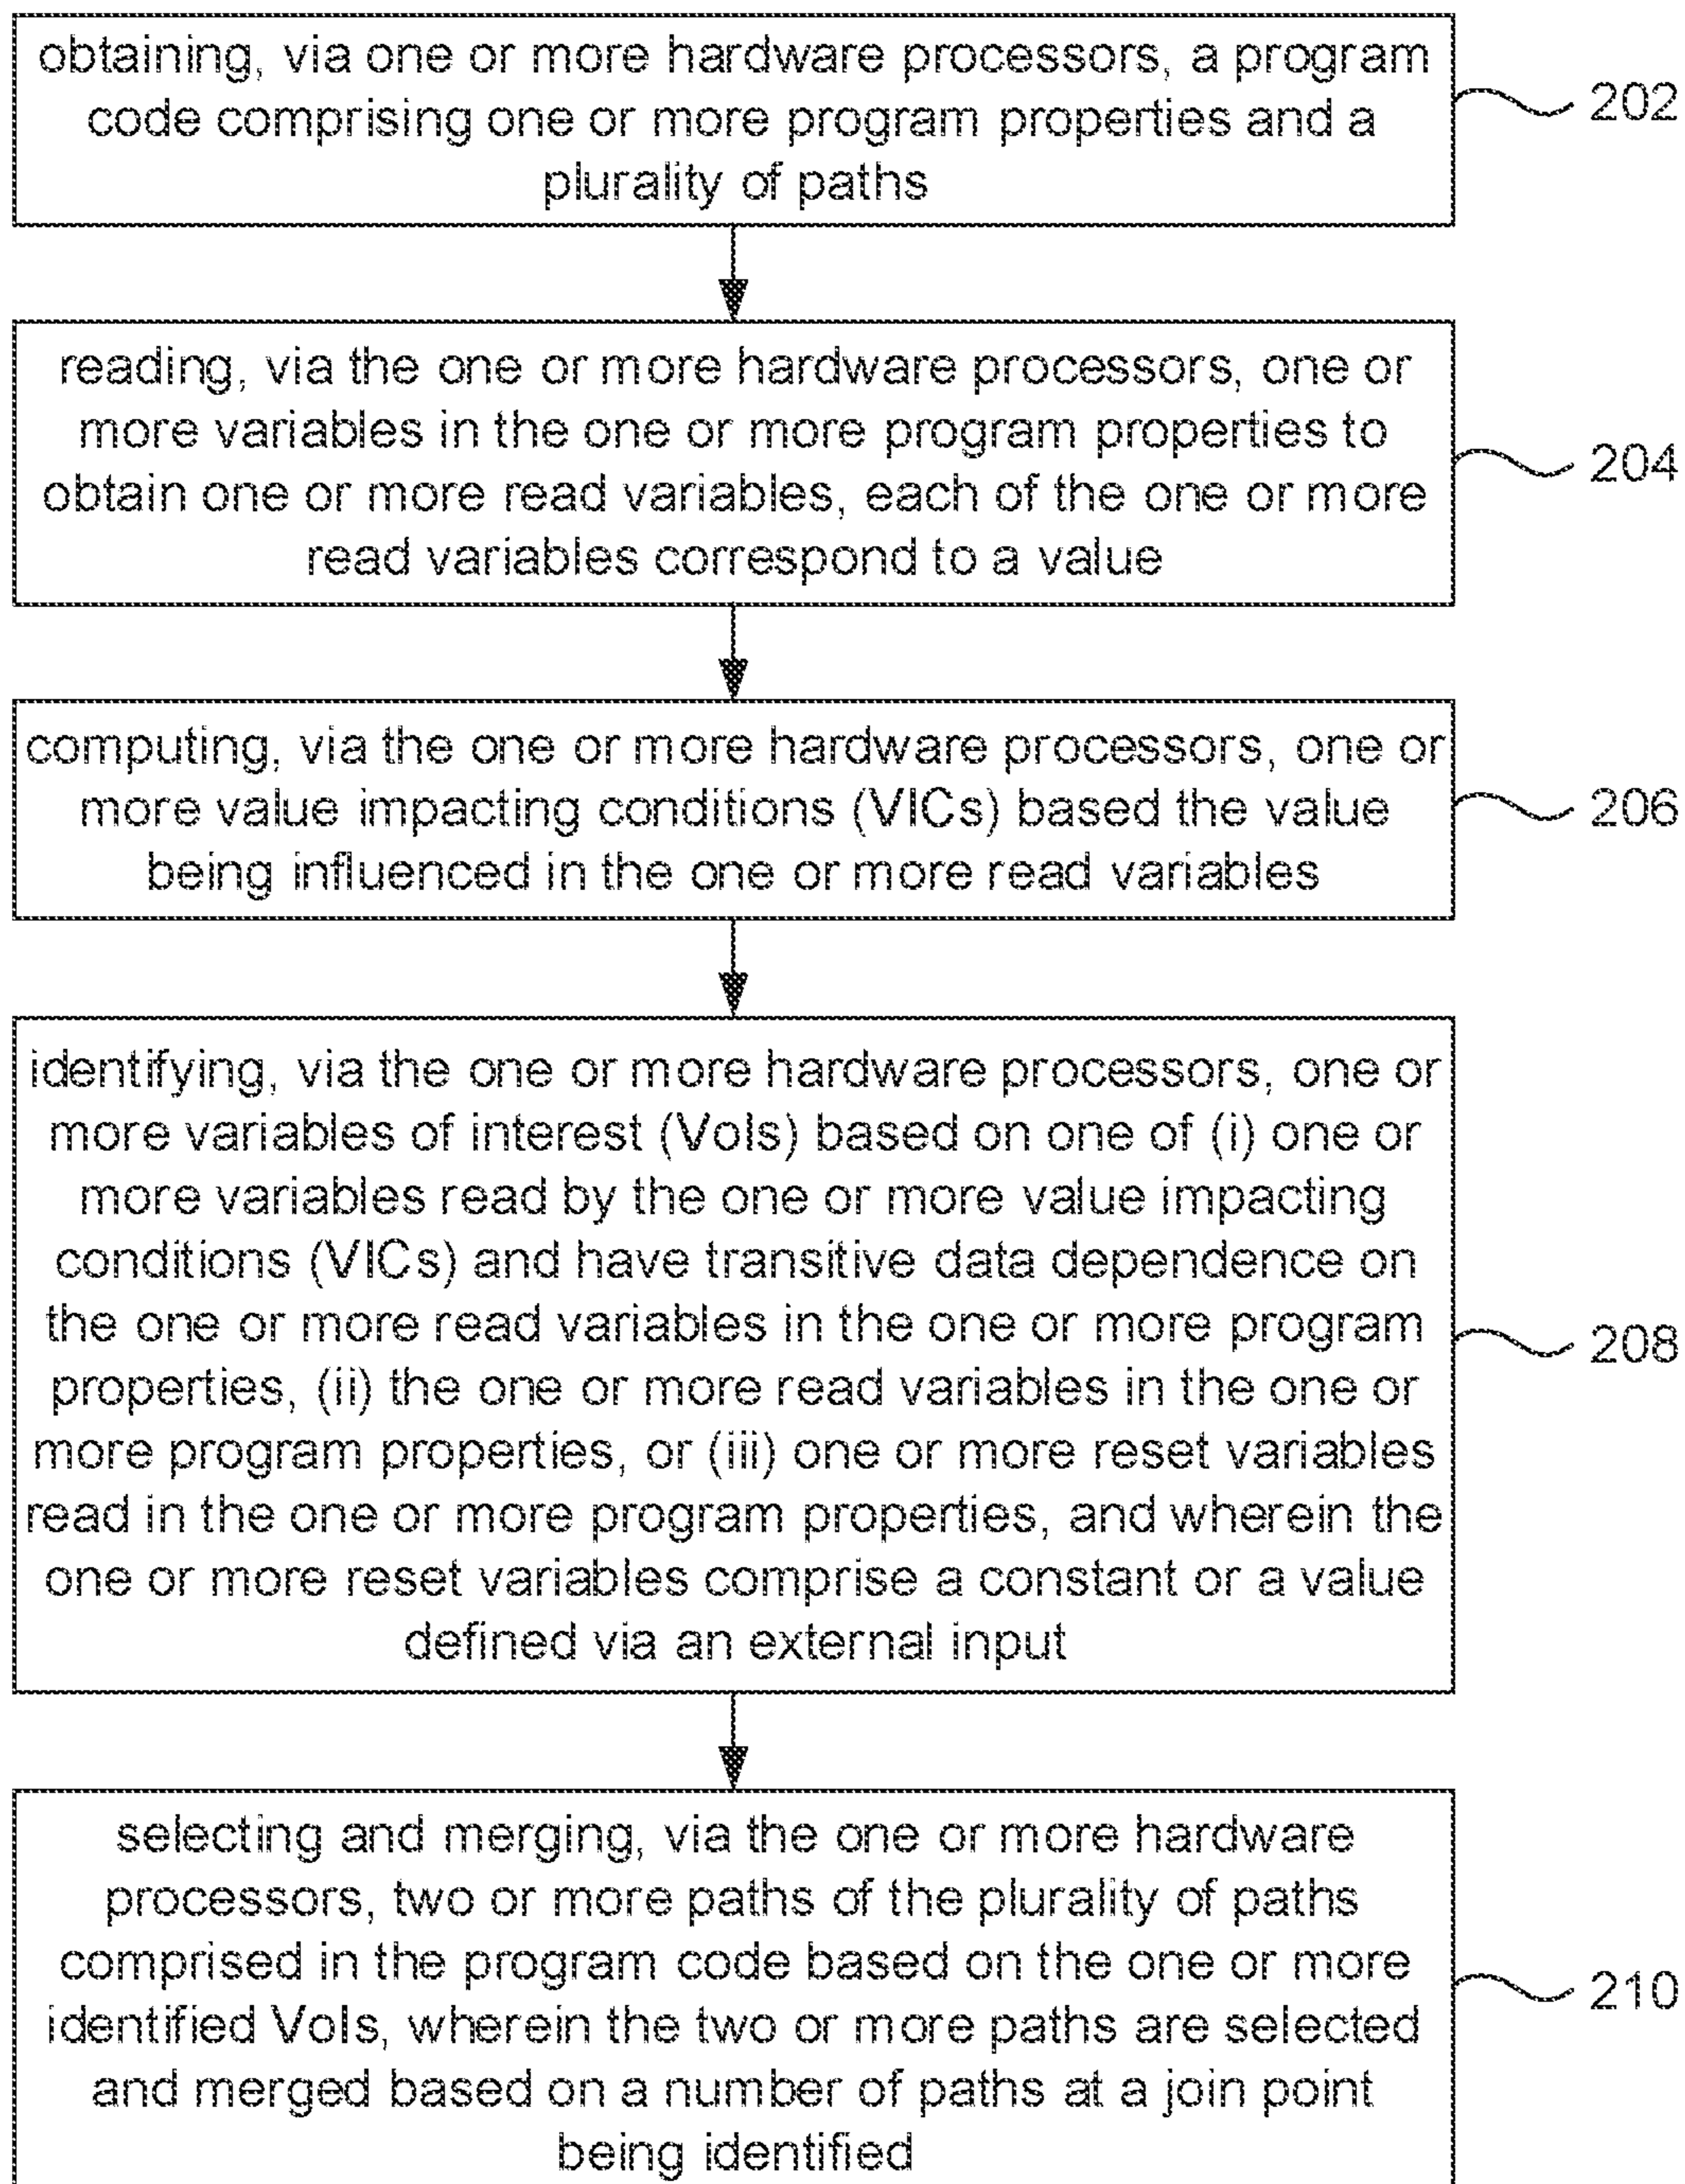 obtaining, via one or more hardware processors, a program
code comprising one or more program properties and a
plurality of paths
202
reading, via the one or more hardware processors, one or
more variables in the one or more program properties to
obtain one or more read variables, each of the one or more
read variables correspond to a value
204
computing, via the one or more hardware processors, one or
more value impacting conditions (VICs) based the value
being influenced in the one or more read variables
206
identifying, via the one or more hardware processors, one or
more variables of interest (VoIs) based on one of (i) one or
more variables read by the one or more value impacting
conditions (VICs) and have transitive data dependence on
the one or more read variables in the one or more program
properties, (ii) the one or more read variables in the one or
more program properties, or (iii) one or more reset variables
read in the one or more program properties, and wherein the
one or more reset variables comprise a constant or a value
defined via an external input
208
selecting and merging, via the one or more hardware
processors, two or more paths of the plurality of paths
comprised in the program code based on the one or more
identified VoIs, wherein the two or more paths are selected
and merged based on a number of paths at a join point
being identified
210